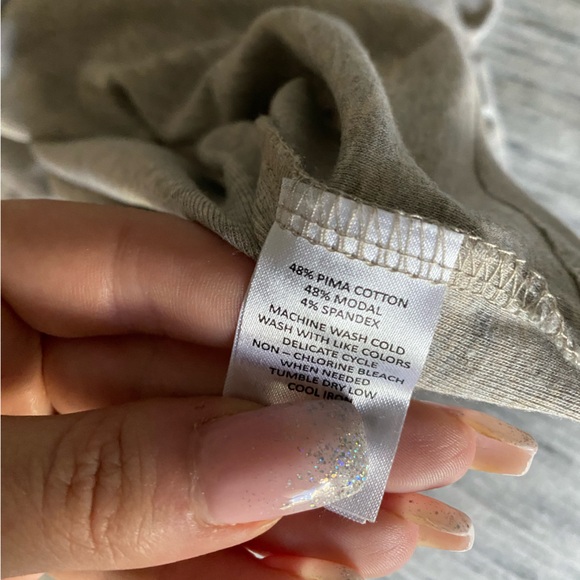 48% PIMA COTTON
48% MODAL
4% SPANDEX
MACHINE WASH COLD
WASH WITH LIKE COLORS
DELICATE CYCLE
NON – CHLORINE BLEACH
WHEN NEEDED
TUMBLE DRY LOW
COOL IRON